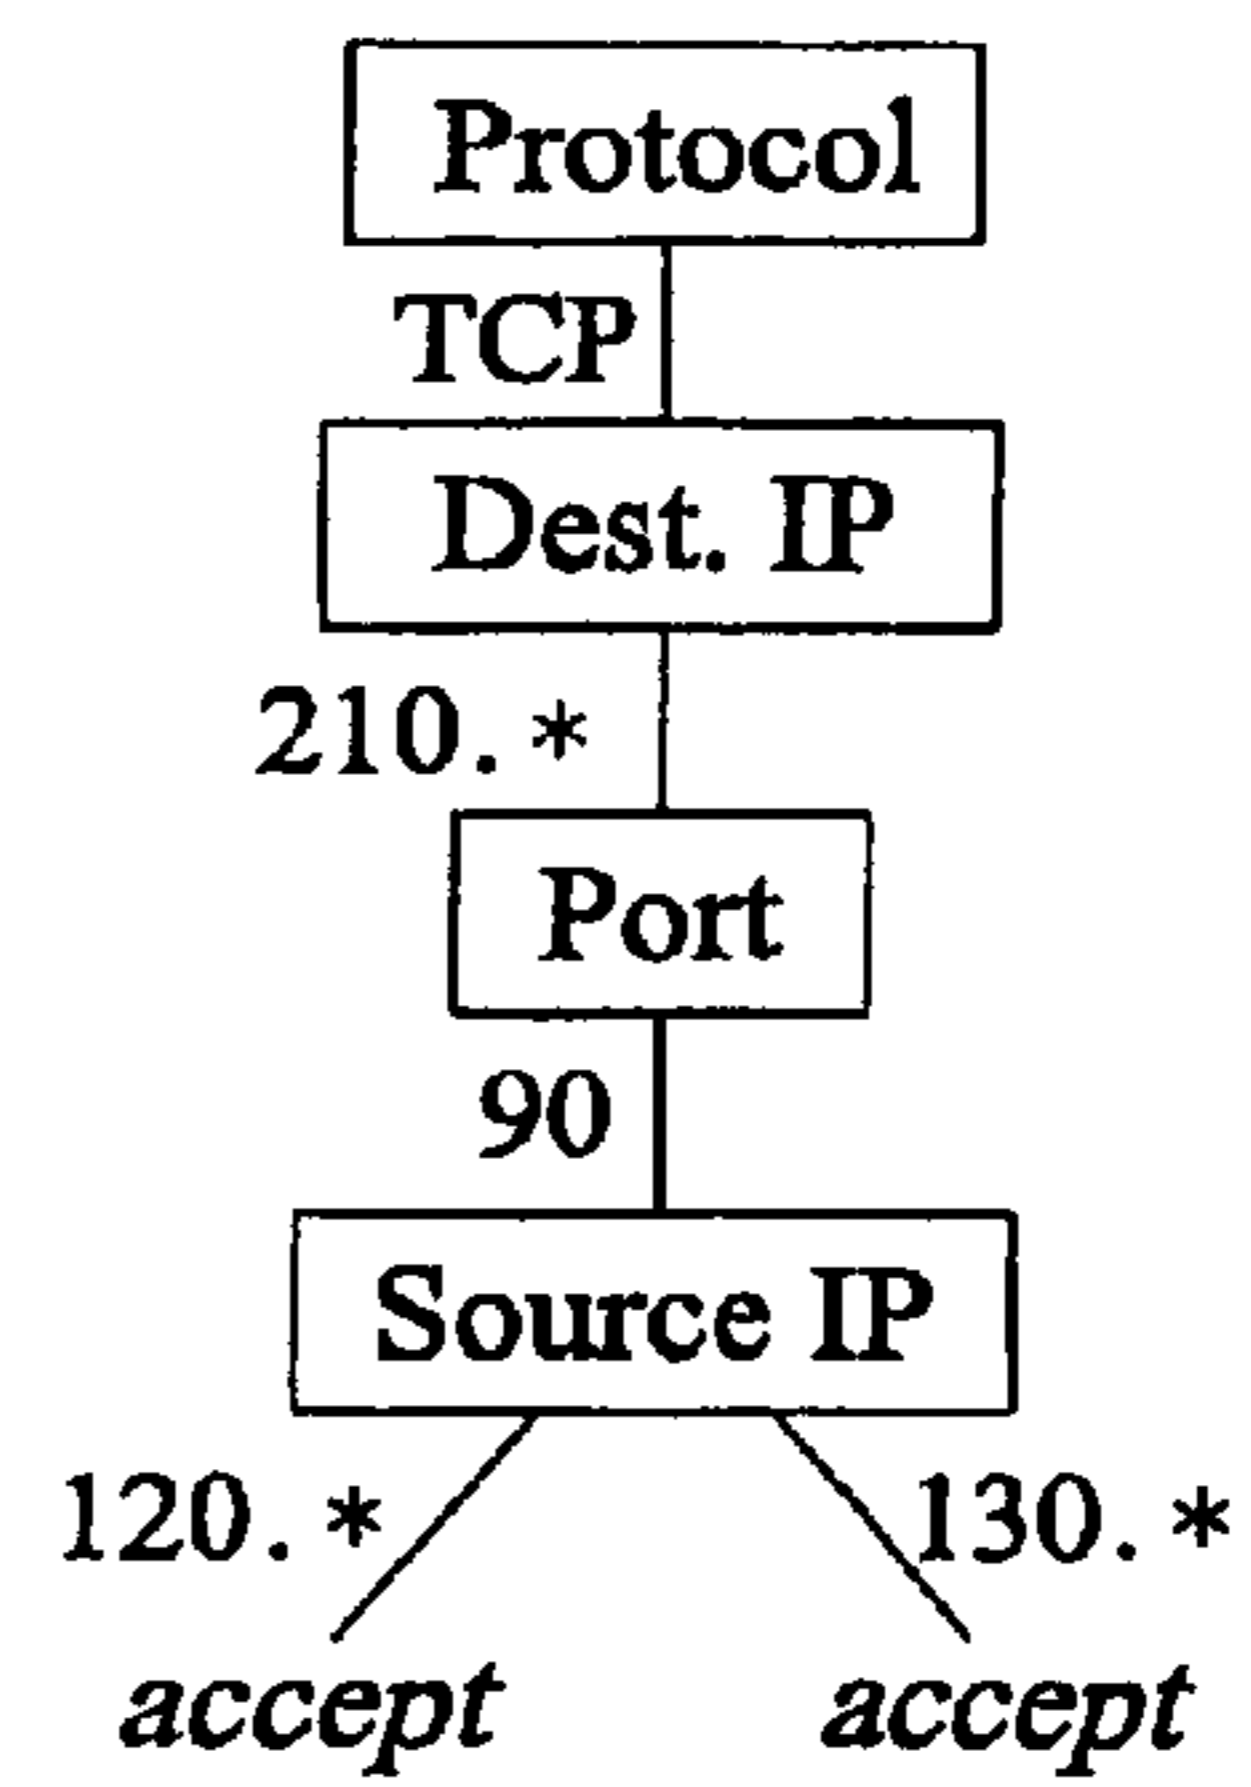 Protocol
TCP
Dest. IP
210. *
Port
90
Source IP
120. * 130. *
accept accept